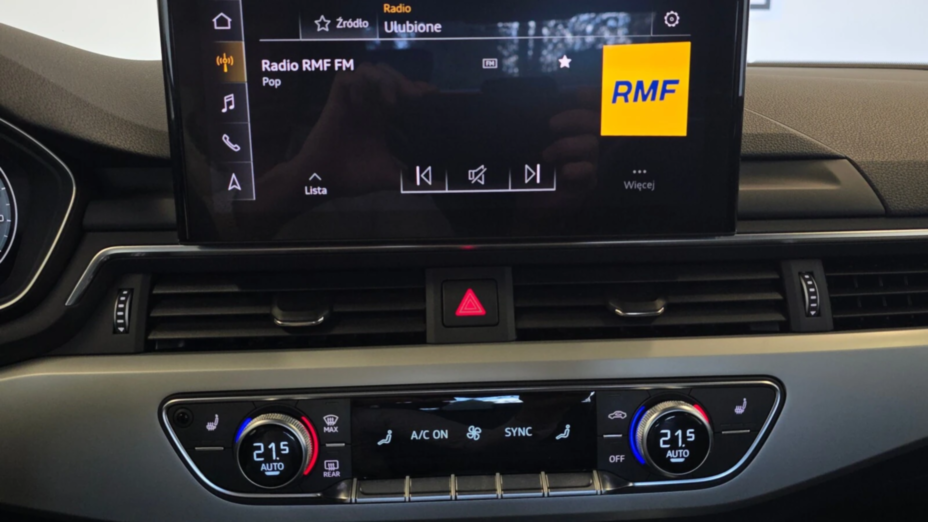 Radio
Źródło
Ulubione
Radio RMF FM
FM
Pop
RMF
Lista
Więcej
MAX
21.5
AUTO
REAR
A/C ON
SYNC
OFF
21.5
AUTO